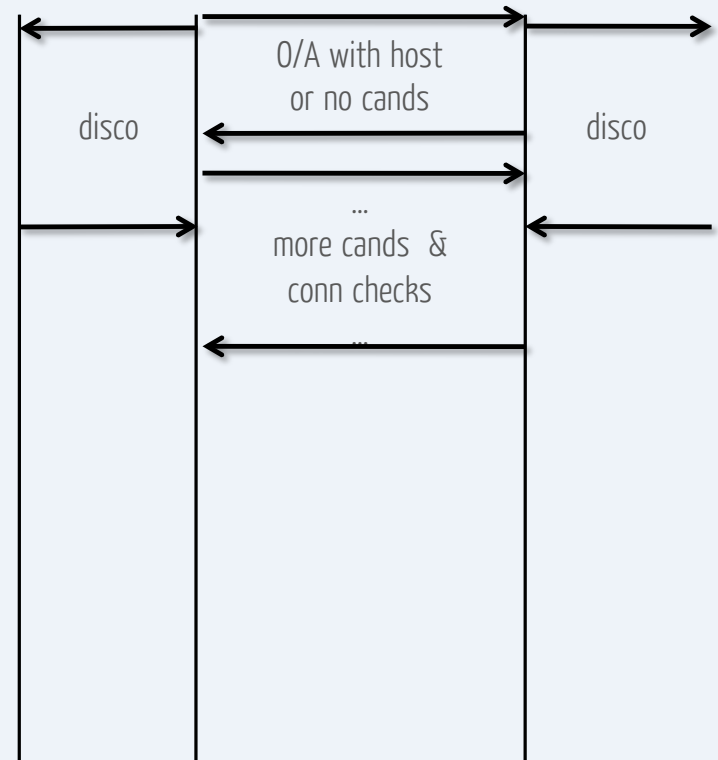 O/A with host
or no cands
disco
disco
...
more cands &
conn checks
...